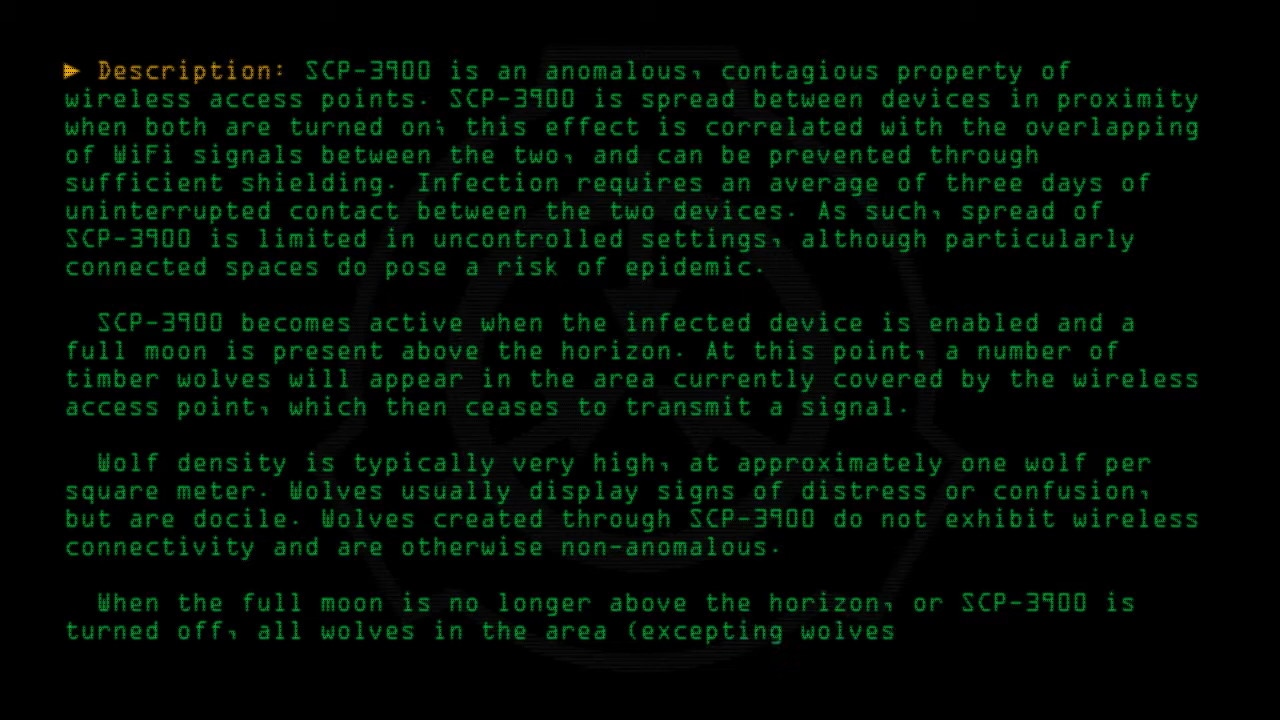 ► Description: SCP-3900 is an anomalous, contagious property of
wireless access points. SCP-3900 is spread between devices in proximity
when both are turned on; this effect is correlated with the overlapping
of WiFi signals between the two, and can be prevented through
sufficient shielding. Infection requires an average of three days of
uninterrupted contact between the two devices. As such, spread of
SCP-3900 is limited in uncontrolled settings, although particularly
connected spaces do pose a risk of epidemic.
SCP-3900 becomes active when the infected device is enabled and a
full moon is present above the horizon. At this point, a number of
timber wolves will appear in the area currently covered by the wireless
access point, which then ceases to transmit a signal.
Wolf density is typically very high, at approximately one wolf per
square meter. Wolves usually display signs of distress or confusion,
but are docile. Wolves created through SCP-3900 do not exhibit wireless
connectivity and are otherwise non-anomalous.
When the full moon is no longer above the horizon, or SCP-3900 is
turned off, all wolves in the area (excepting wolves